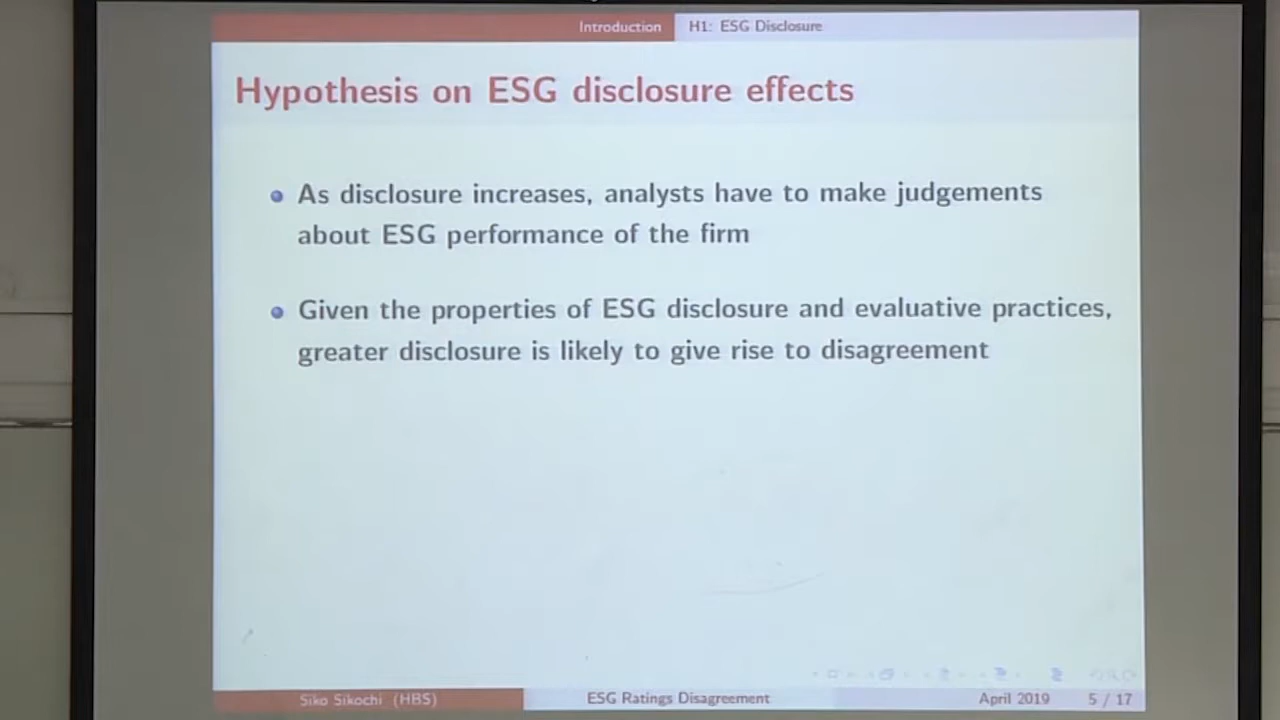 Introduction H1: ESG Disclosure
Hypothesis on ESG disclosure effects
As disclosure increases, analysts have to make judgements
about ESG performance of the firm
Given the properties of ESG disclosure and evaluative practices,
greater disclosure is likely to give rise to disagreement
Siko Sikochi (HBS) ESG Ratings Disagreement April 2019 5 / 17